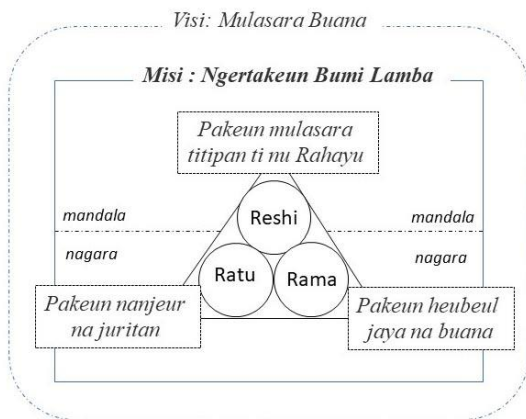 Visi: Mulasara Buana
Misi : Ngertakeun Bumi Lamba
Pakeun mulasara
titipan ti nu Rahayu
Reshi
mandala
mandala
nagara
nagara
Ratu
Rama
Pakeun nanjeur
na juritan
Pakeun heubeul
jaya na buana